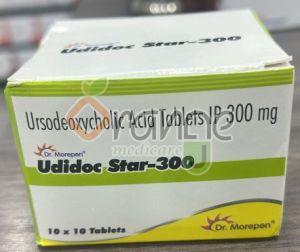 Udidoc Star-300
Ursodeoxycholic Acid Tablets IP 300 mg
medicare
Dr. Morepen
Udidoc Star-300
10 x 10 Tablets
Dr. Morepen